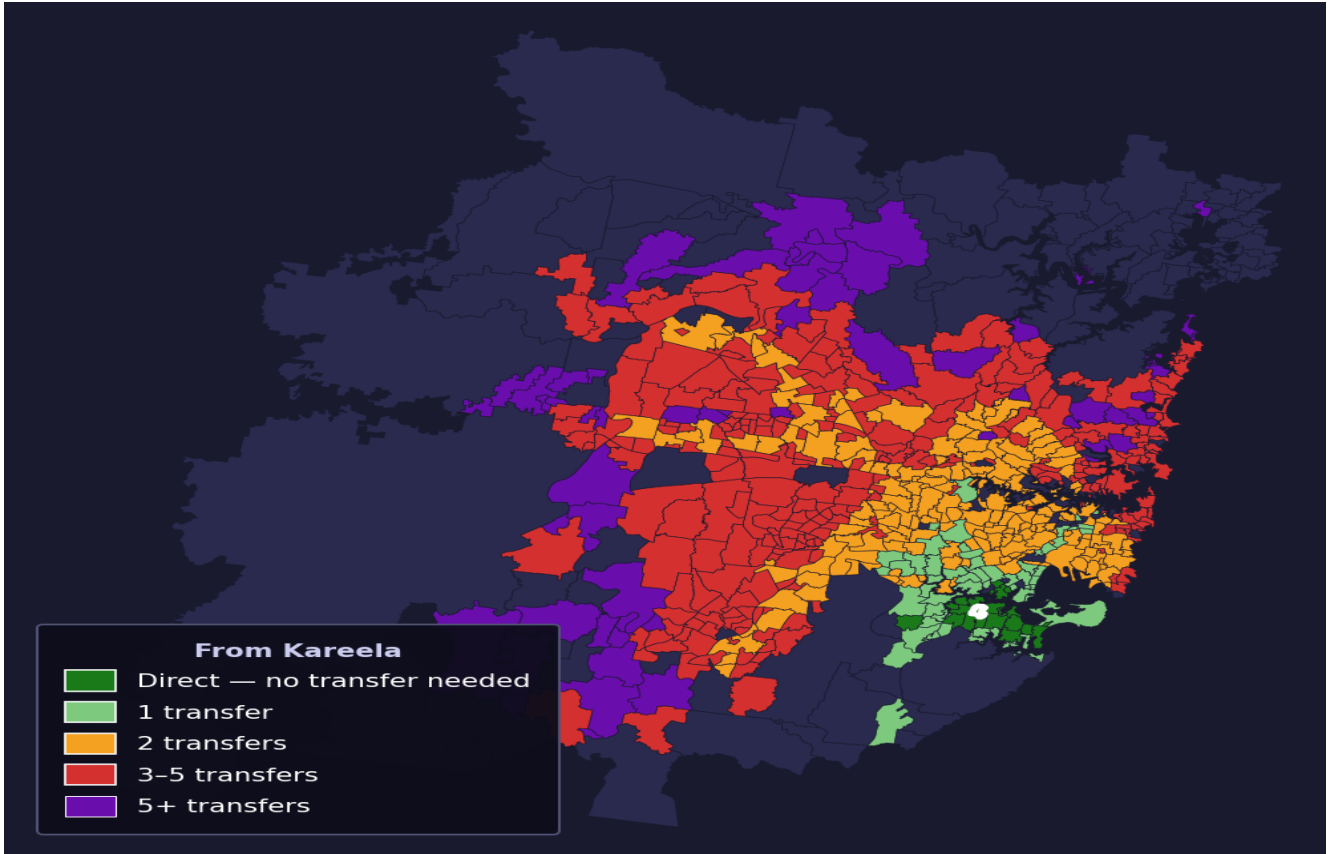 From Kareela
Direct — no transfer needed
1 transfer
2 transfers
3–5 transfers
5+ transfers